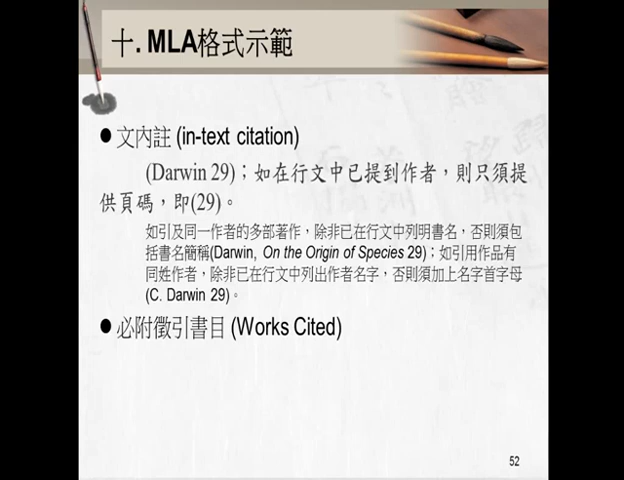 十. MLA格式示範
● 文內註 (in-text citation)
(Darwin 29)；如在行文中已提到作者，則只須提
供頁碼，即(29)。
如引及同一作者的多部著作，除非已在行文中列明書名，否則須包
括書名簡稱(Darwin, On the Origin of Species 29)；如引用作品有
同姓作者，除非已在行文中列出作者名字，否則須加上名字首字母
(C. Darwin 29)。
● 必附徵引書目 (Works Cited)
52